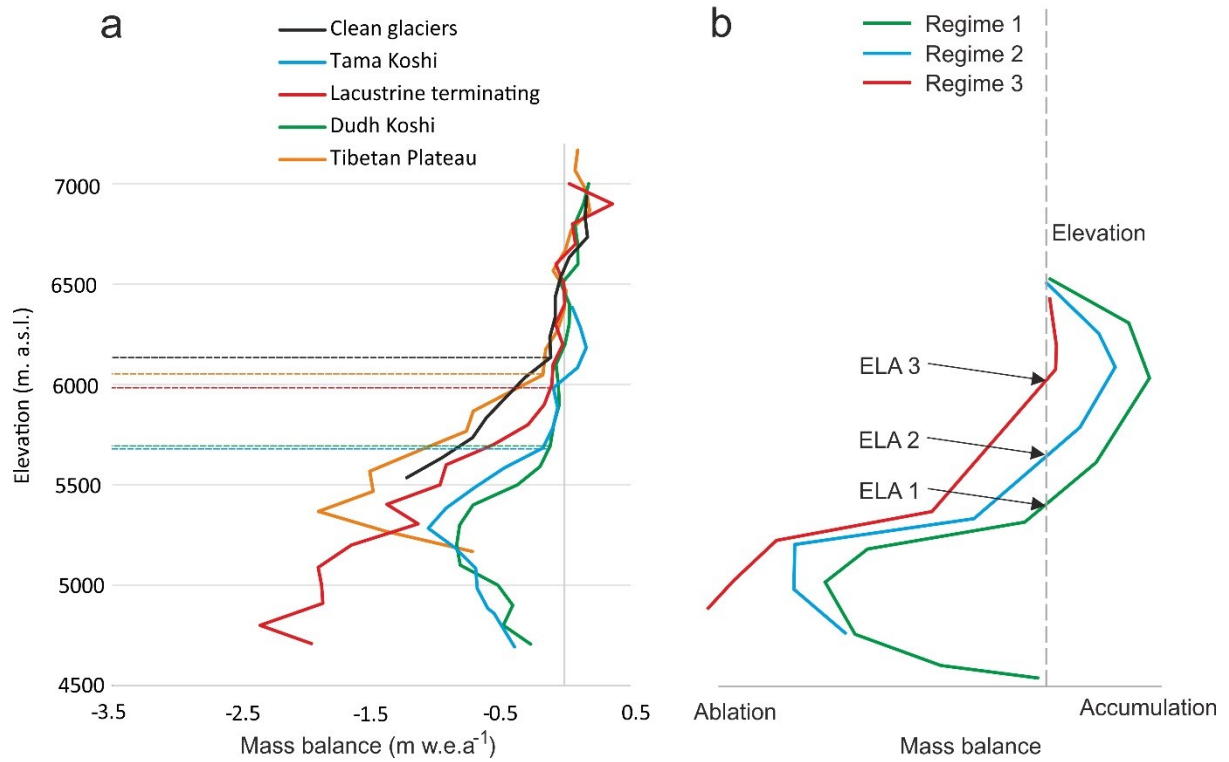 a
Clean glaciers
Tama Koshi
Lacustrine terminating
Dudh Koshi
Tibetan Plateau
7000
6500
6000
5500
5000
4500
Elevation (m. a.s.l.)
-3.5
-2.5
-1.5
-0.5
0.5
Mass balance (m w.e.a⁻¹)
b
Regime 1
Regime 2
Regime 3
Elevation
ELA 3
ELA 2
ELA 1
Ablation
Accumulation
Mass balance